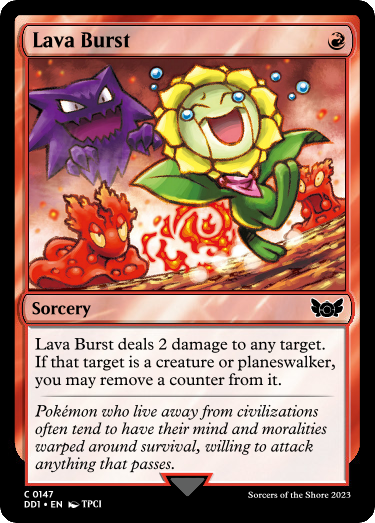 Lava Burst
Sorcery
Lava Burst deals 2 damage to any target.
If that target is a creature or planeswalker,
you may remove a counter from it.
Pokémon who live away from civilizations
often tend to have their mind and moralities
warped around survival, willing to attack
anything that passes.
C 0147
DD1 • EN TPCI
Sorcers of the Shore 2023